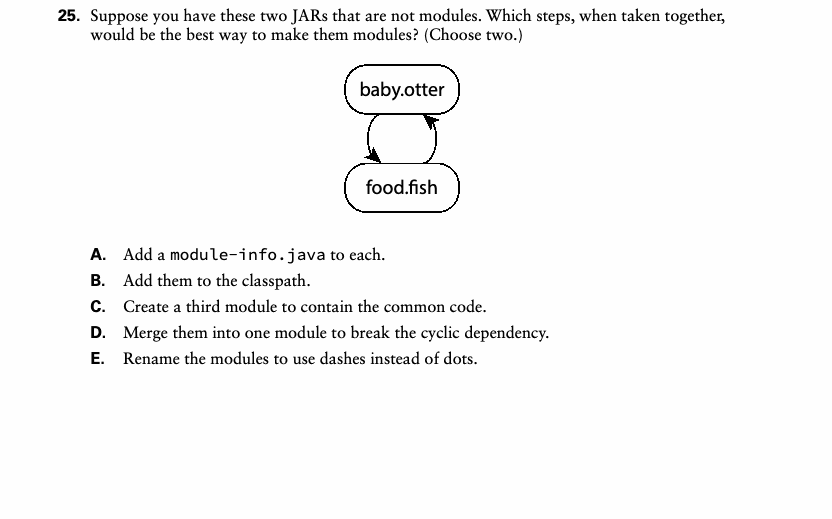 25. Suppose you have these two JARs that are not modules. Which steps, when taken together,
would be the best way to make them modules? (Choose two.)
baby.otter
food.fish
A. Add a module-info.java to each.
B. Add them to the classpath.
C. Create a third module to contain the common code.
D. Merge them into one module to break the cyclic dependency.
E. Rename the modules to use dashes instead of dots.